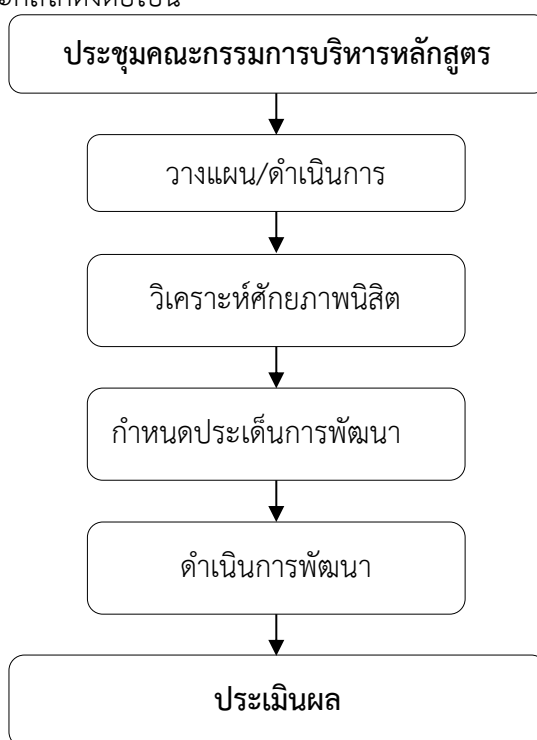 ประชุมคณะกรรมการบริหารหลักสูตร
วางแผน/ดำเนินการ
วิเคราะห์ศักยภาพนิสิต
กำหนดประเด็นการพัฒนา
ดำเนินการพัฒนา
ประเมินผล